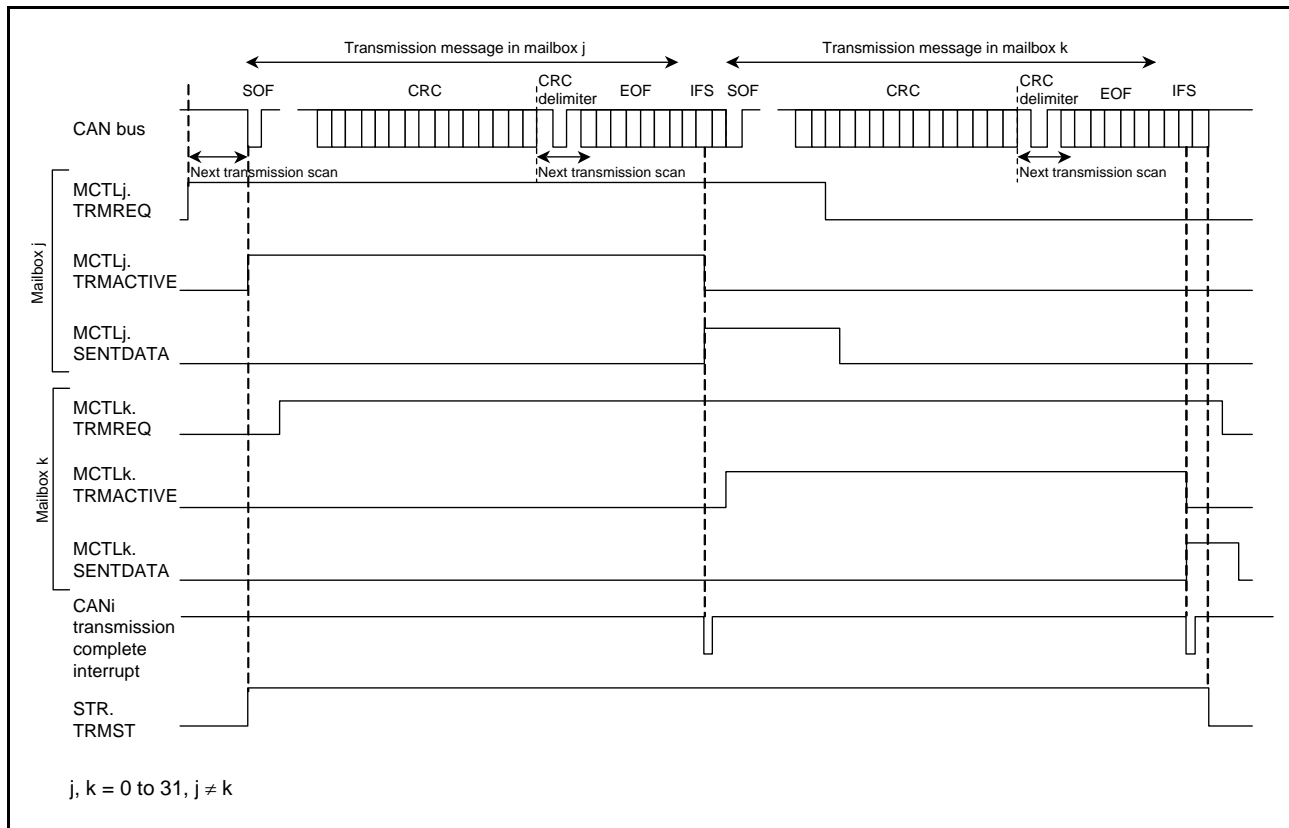 Transmission message in mailbox j
Transmission message in mailbox k
SOF
CRC
CRC
delimiter
EOF
IFS
SOF
CRC
CRC
delimiter
EOF
IFS
CAN bus
Next transmission scan
Next transmission scan
Next transmission scan
Mailbox j
MCTLj.
TRMREQ
MCTLj.
TRMACTIVE
MCTLj.
SENTDATA
Mailbox k
MCTLk.
TRMREQ
MCTLk.
TRMACTIVE
MCTLk.
SENTDATA
CANi
transmission
complete
interrupt
STR.
TRMST
j, k = 0 to 31, j ≠ k